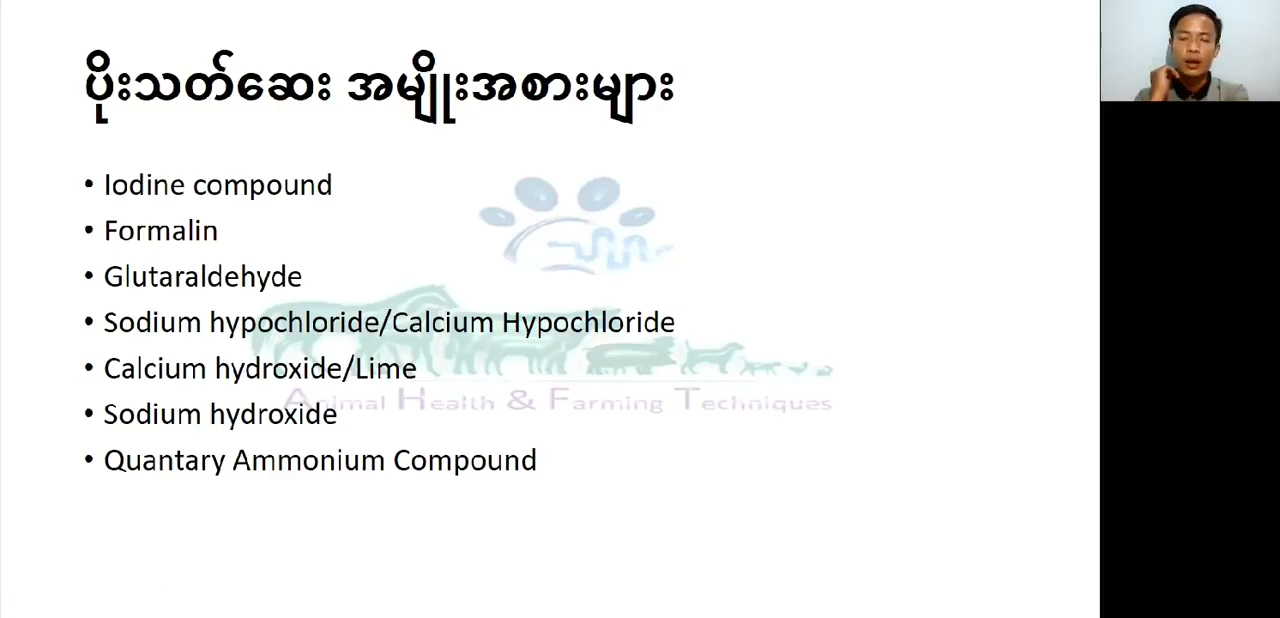 ပိုးသတ်ဆေး အမျိုးအစားများ
• Iodine compound
• Formalin
• Glutaraldehyde
• Sodium hypochloride/Calcium Hypochloride
• Calcium hydroxide/Lime
Animal Health & Farming Techniques
• Sodium hydroxide
• Quantary Ammonium Compound